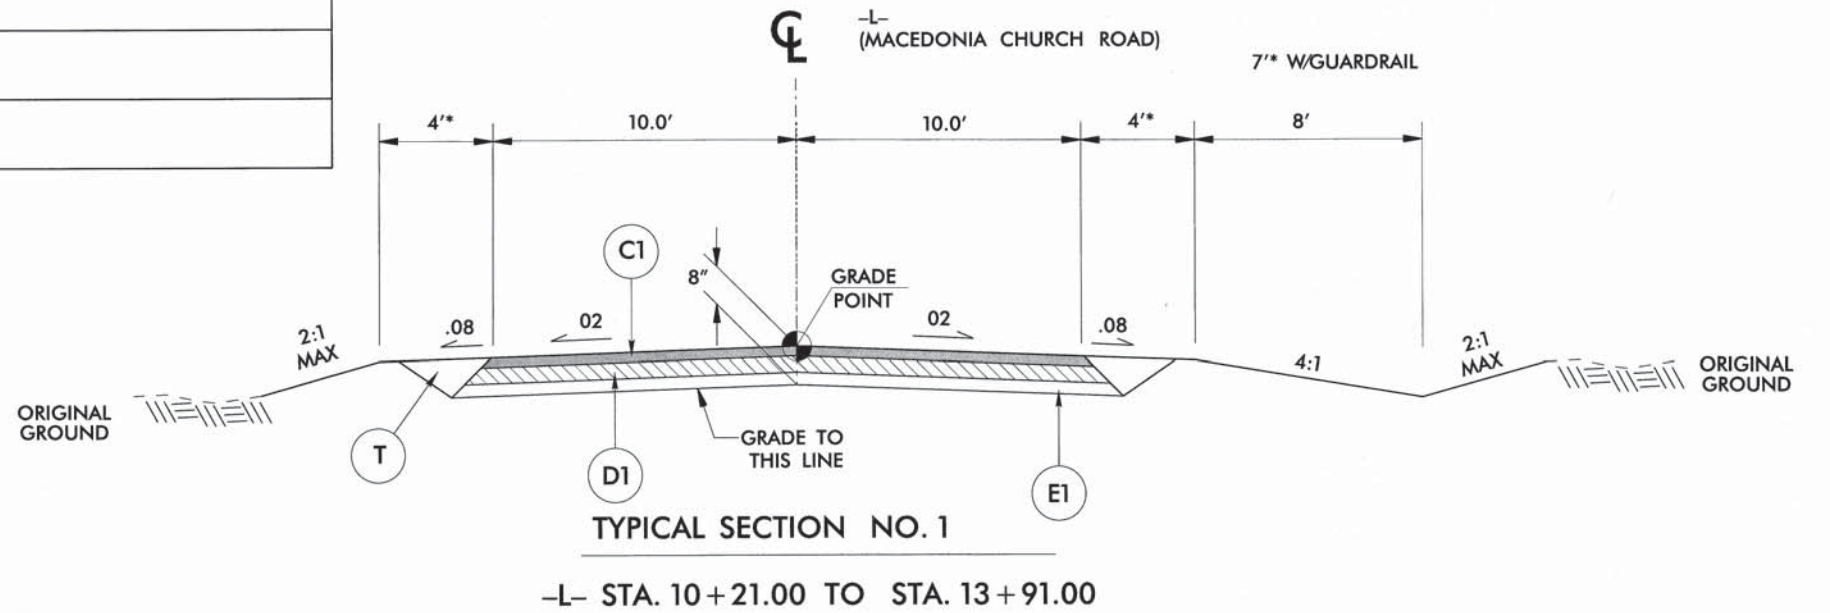 ℄
-L-
(MACEDONIA CHURCH ROAD)
7'* W/GUARDRAIL
4'*
10.0'
10.0'
4'*
8'
C1
8"
GRADE
POINT
2:1
MAX
.08
02
02
.08
4:1
2:1
MAX
ORIGINAL
GROUND
ORIGINAL
GROUND
T
D1
GRADE TO
THIS LINE
E1
TYPICAL SECTION NO. 1
-L- STA. 10+21.00 TO STA. 13+91.00